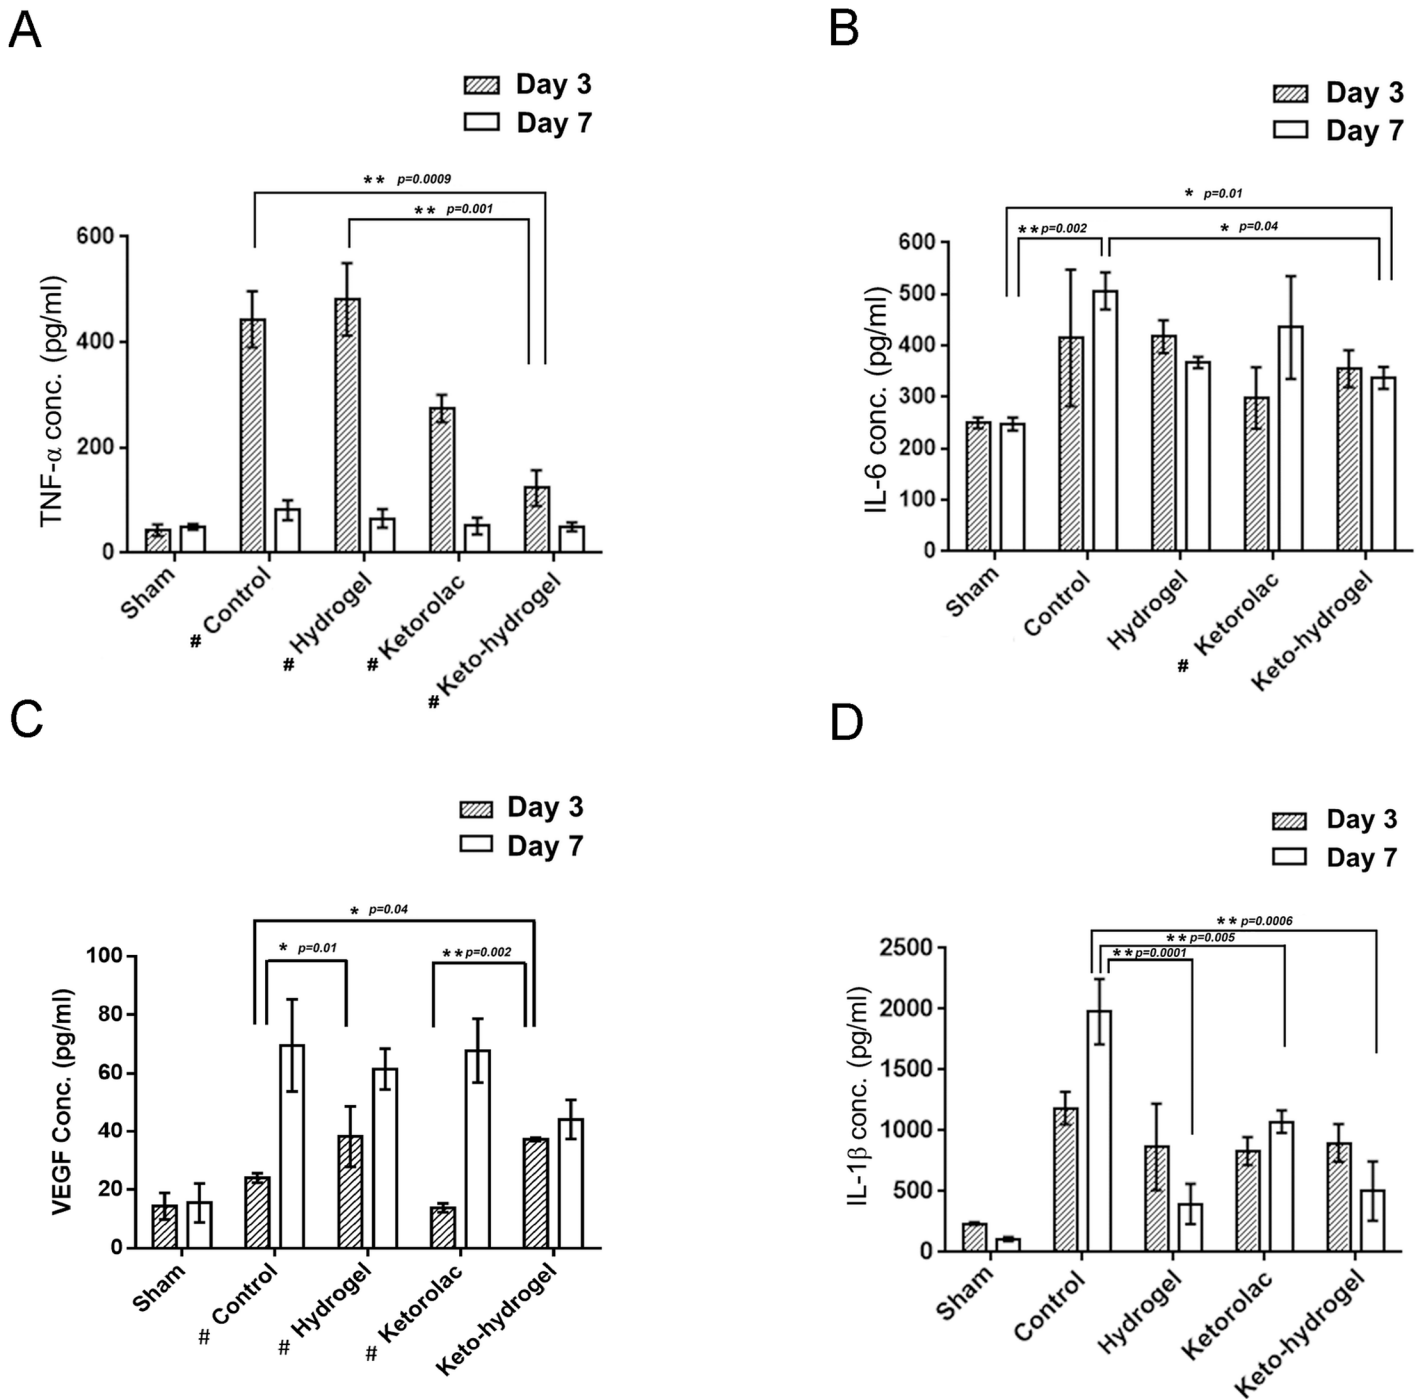 A
Day 3
Day 7
** p=0.0009
** p=0.001
600
400
200
0
TNF-α conc. (pg/ml)
Sham
# Control
# Hydrogel
# Ketorolac
# Keto-hydrogel
B
Day 3
Day 7
* p=0.01
** p=0.002
* p=0.04
600
500
400
300
200
100
0
IL-6 conc. (pg/ml)
Sham
Control
Hydrogel
# Ketorolac
Keto-hydrogel
C
Day 3
Day 7
* p=0.04
* p=0.01
** p=0.002
100
80
60
40
20
0
VEGF Conc. (pg/ml)
Sham
# Control
# Hydrogel
# Ketorolac
Keto-hydrogel
D
Day 3
Day 7
** p=0.0006
** p=0.005
** p=0.0001
2500
2000
1500
1000
500
0
IL-1β conc. (pg/ml)
Sham
Control
Hydrogel
Ketorolac
Keto-hydrogel